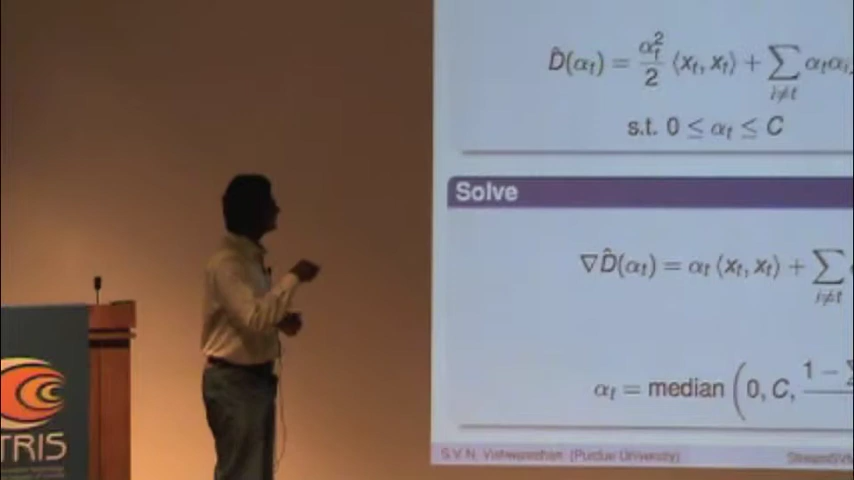 D̂(αₜ) = αₜ²/2 ⟨xₜ, xₜ⟩ + ∑_{i≠t} αₜαᵢ
s.t. 0 ≤ αₜ ≤ C
Solve
∇D̂(αₜ) = αₜ ⟨xₜ, xₜ⟩ + ∑_{i≠t}
αₜ = median (0, C, 1 − ∑
S.V.N. Vishwanathan (Purdue University)
TRIS